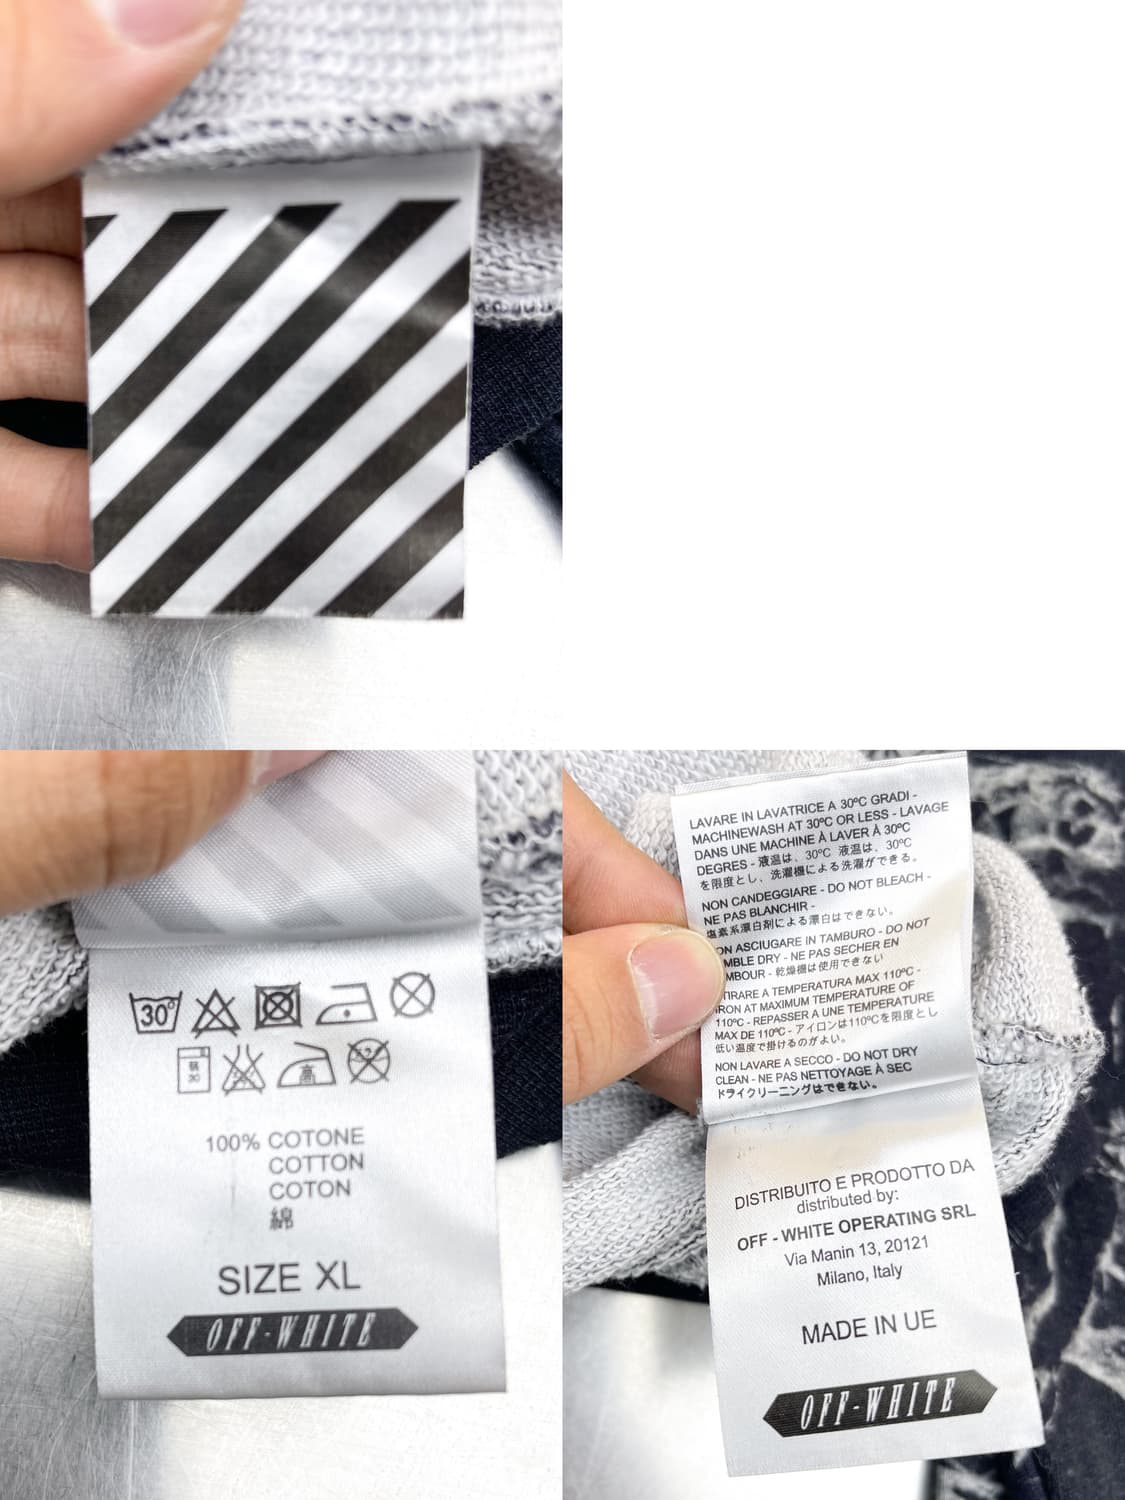 30°
筑
30
高
100% COTONE
COTTON
COTON
綿
SIZE XL
OFF-WHITE
LAVARE IN LAVATRICE A 30ºC GRADI -
MACHINEWASH AT 30ºC OR LESS - LAVAGE
DANS UNE MACHINE À LAVER À 30ºC
DEGRES - 液温は、30ºC 液温は、30ºC
を限度とし、洗濯機による洗濯ができる。
NON CANDEGGIARE - DO NOT BLEACH -
NE PAS BLANCHIR -
塩素系漂白剤による漂白はできない。
ON ASCIUGARE IN TAMBURO - DO NOT
MBLE DRY - NE PAS SECHER EN
MBOUR - 乾燥機は使用できない
TIRARE A TEMPERATURA MAX 110ºC -
IRON AT MAXIMUM TEMPERATURE OF
110ºC - REPASSER A UNE TEMPERATURE
MAX DE 110ºC - アイロンは110ºCを限度とし
低い温度で掛けるのがよい。
NON LAVARE A SECCO - DO NOT DRY
CLEAN - NE PAS NETTOYAGE À SEC
ドライクリーニングはできない。
DISTRIBUITO E PRODOTTO DA
distributed by:
OFF - WHITE OPERATING SRL
Via Manin 13, 20121
Milano, Italy
MADE IN UE
OFF-WHITE